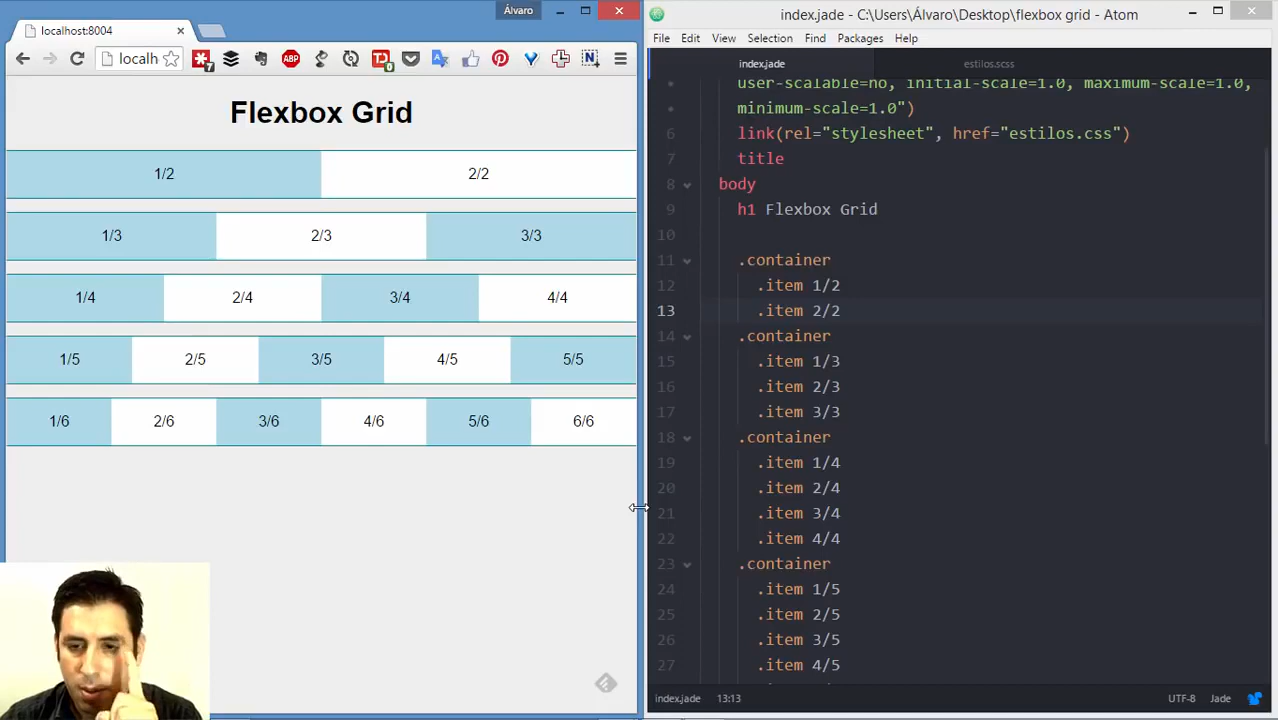 Álvaro
localhost:8004
localh
7
ABP
0
N
Flexbox Grid
1/2 2/2
1/3 2/3 3/3
1/4 2/4 3/4 4/4
1/5 2/5 3/5 4/5 5/5
1/6 2/6 3/6 4/6 5/6 6/6
index.jade - C:\Users\Álvaro\Desktop\flexbox grid - Atom
File Edit View Selection Find Packages Help
index.jade estilos.scss
user-scalable=no, initial-scale=1.0, maximum-scale=1.0,
minimum-scale=1.0")
6 link(rel="stylesheet", href="estilos.css")
7 title
8 body
9 h1 Flexbox Grid
10
11 .container
12 .item 1/2
13 .item 2/2
14 .container
15 .item 1/3
16 .item 2/3
17 .item 3/3
18 .container
19 .item 1/4
20 .item 2/4
21 .item 3/4
22 .item 4/4
23 .container
24 .item 1/5
25 .item 2/5
26 .item 3/5
27 .item 4/5
index.jade 13:13 UTF-8 Jade